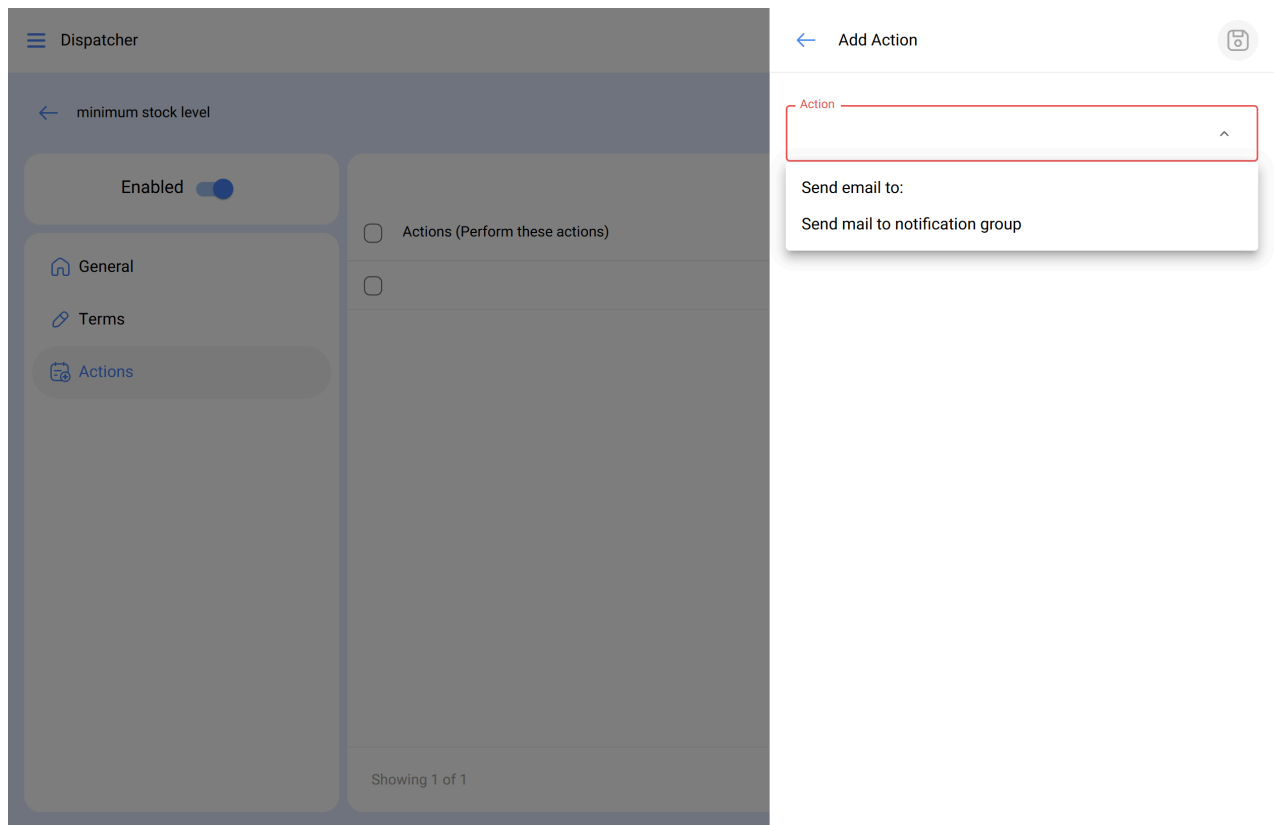 Dispatcher
minimum stock level
Enabled
General
Terms
Actions
Actions (Perform these actions)
Showing 1 of 1
Add Action
Action
Send email to:
Send mail to notification group